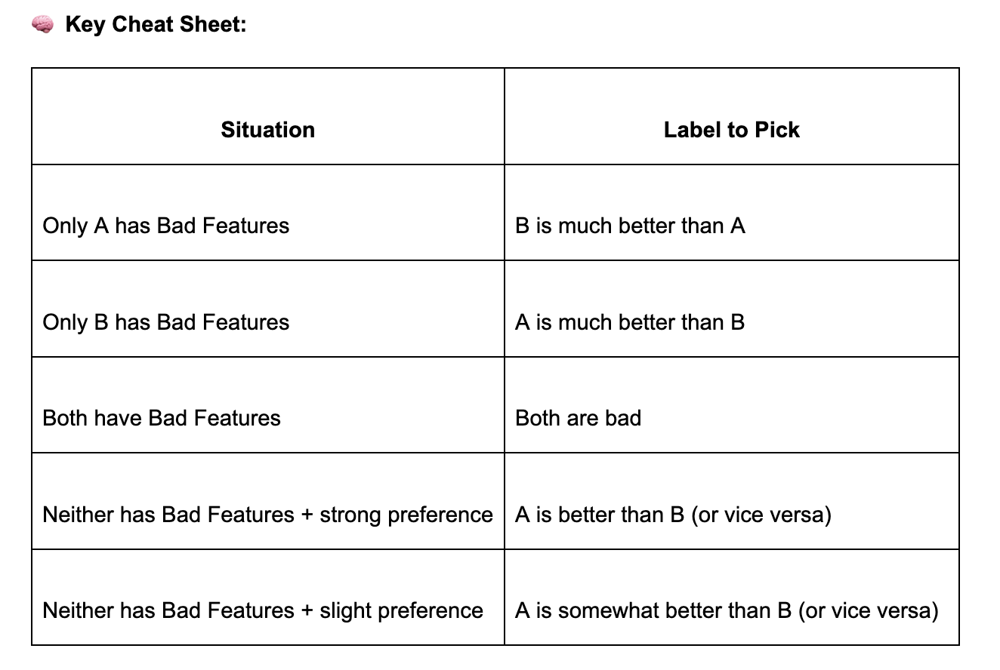 🧠 Key Cheat Sheet:
Situation
Label to Pick
Only A has Bad Features
B is much better than A
Only B has Bad Features
A is much better than B
Both have Bad Features
Both are bad
Neither has Bad Features + strong preference
A is better than B (or vice versa)
Neither has Bad Features + slight preference
A is somewhat better than B (or vice versa)